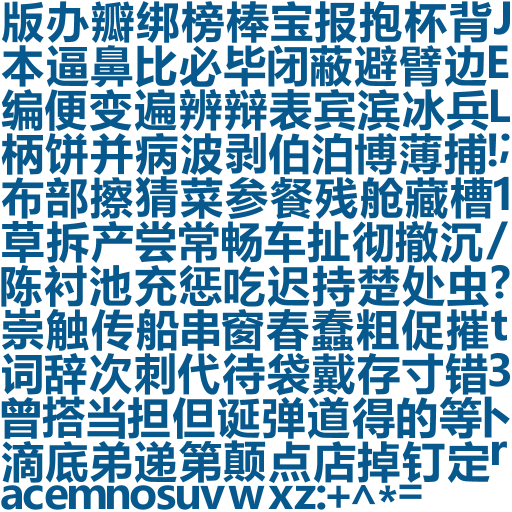 版办瓣绑榜棒宝报抱杯背J
本逼鼻比必毕闭蔽避臂边E
编便变遍辨辩表宾滨冰兵L
柄饼并病波剥伯泊博薄捕!;
布部擦猜菜参餐残舱藏槽1
草拆产尝常畅车扯彻撤沉/
陈衬池充惩吃迟持楚处虫?
崇触传船串窗春蠢粗促摧t
词辞次刺代待袋戴存寸错3
曾搭当担但诞弹道得的等卜
滴底弟递第颠点店掉钉定r
acemnosuvwxz:+^*=